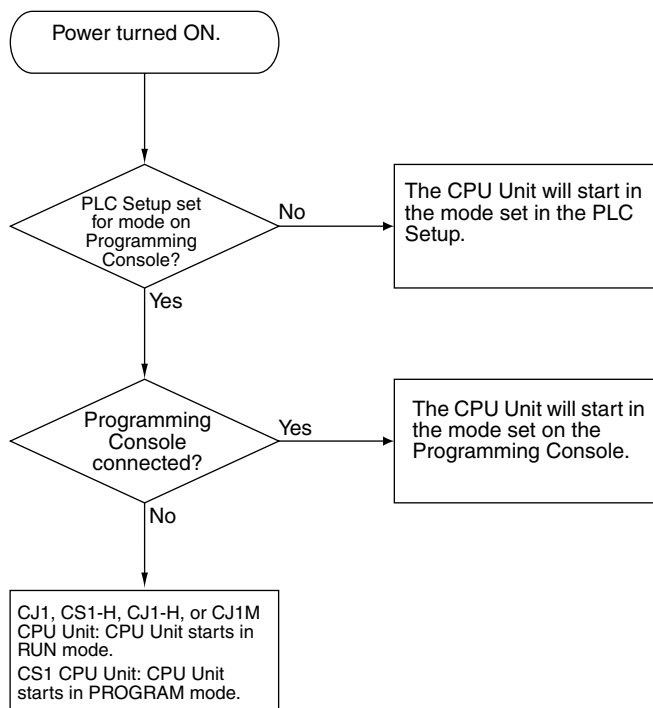 Power turned ON.
PLC Setup set
for mode on
Programming
Console?
No
The CPU Unit will start in
the mode set in the PLC
Setup.
Yes
Programming
Console
connected?
Yes
The CPU Unit will start in
the mode set on the
Programming Console.
No
CJ1, CS1-H, CJ1-H, or CJ1M
CPU Unit: CPU Unit starts in
RUN mode.
CS1 CPU Unit: CPU Unit
starts in PROGRAM mode.